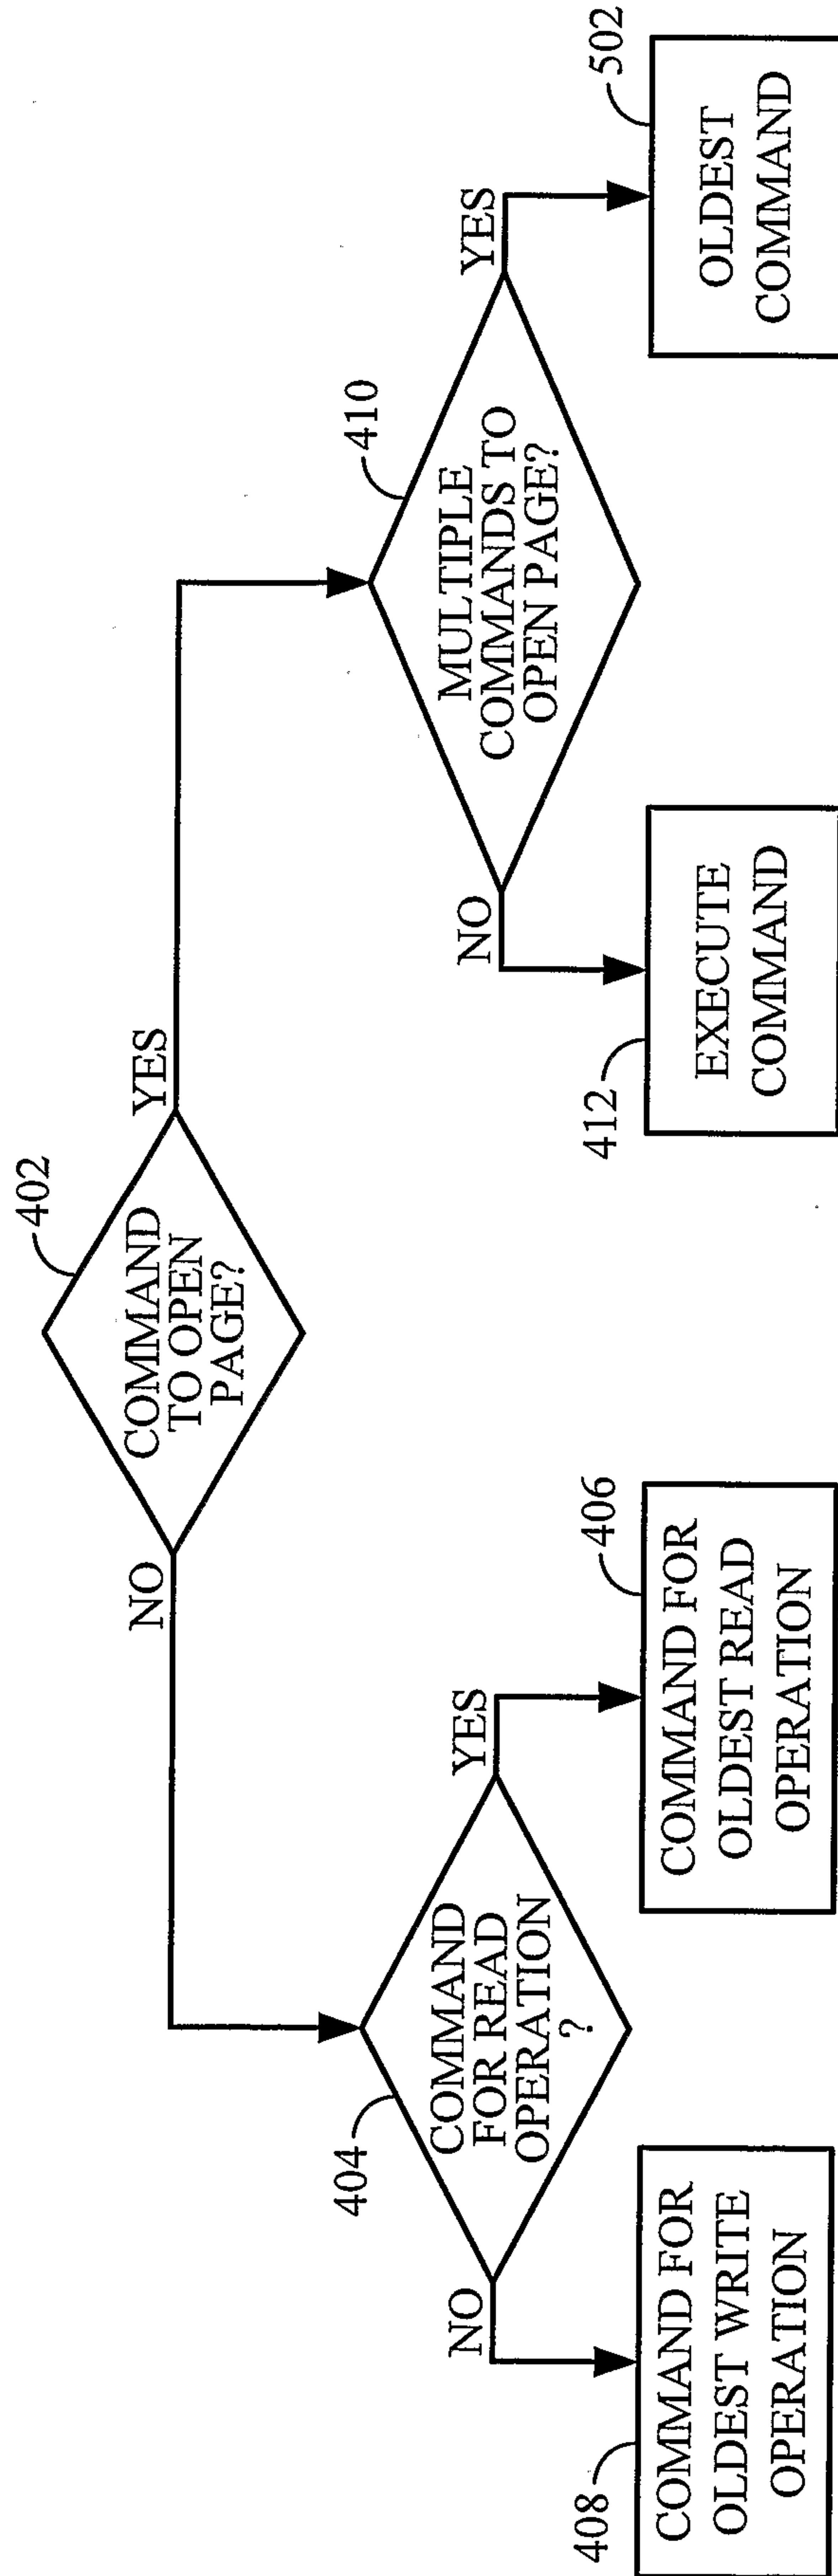 402
COMMAND
TO OPEN
PAGE?
NO
YES
404
COMMAND
FOR READ
OPERATION
?
NO
YES
410
MULTIPLE
COMMANDS TO
OPEN PAGE?
NO
YES
408
COMMAND FOR
OLDEST WRITE
OPERATION
406
COMMAND FOR
OLDEST READ
OPERATION
412
EXECUTE
COMMAND
502
OLDEST
COMMAND